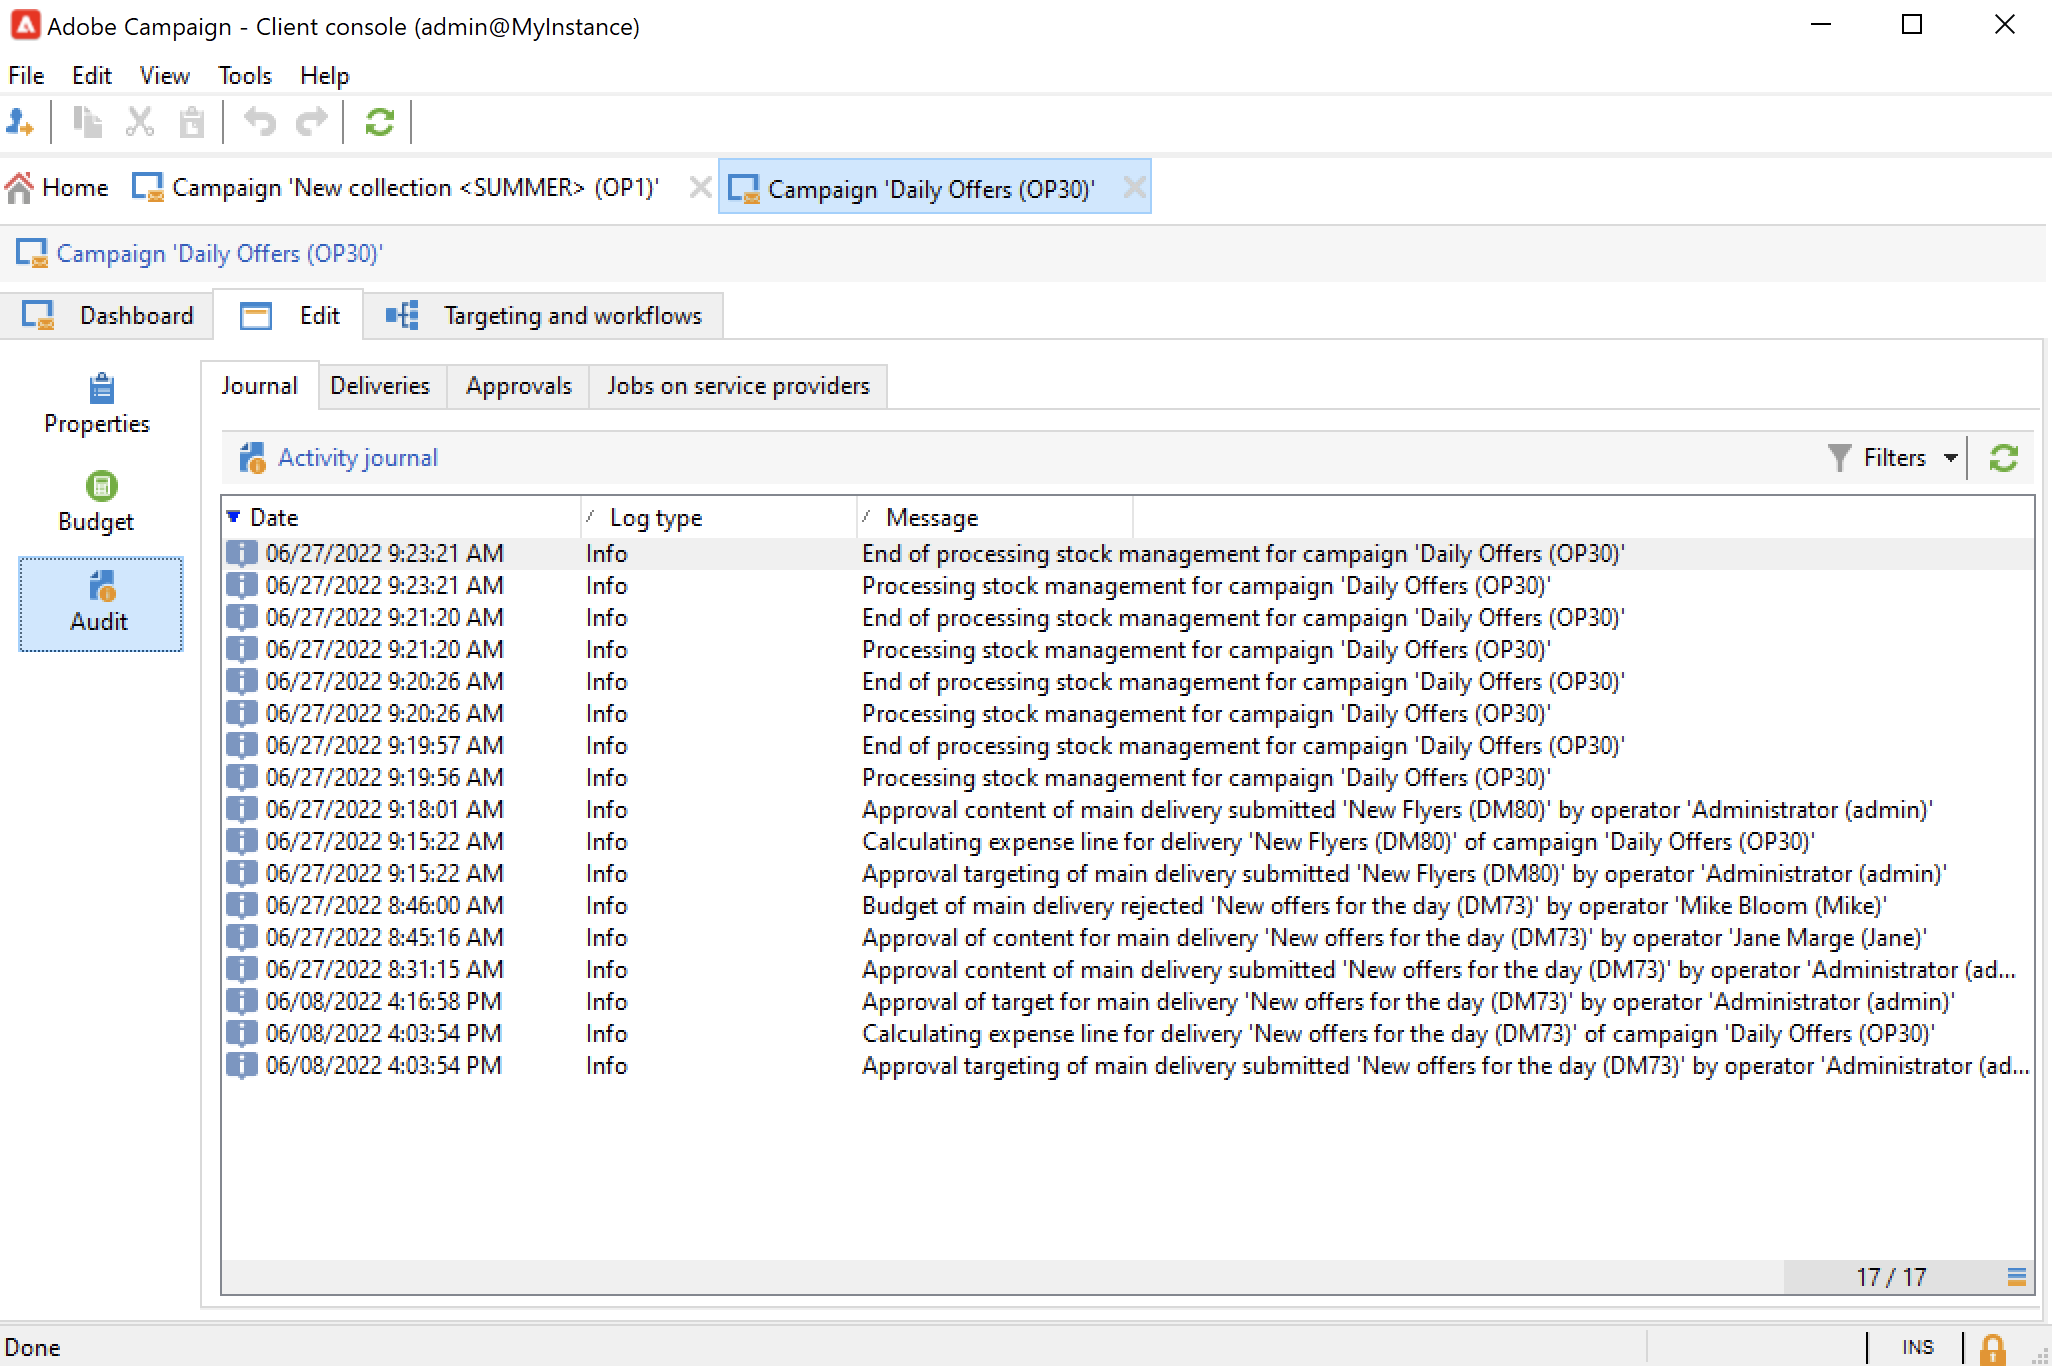 Adobe Campaign - Client console (admin@MyInstance)
File Edit View Tools Help
Home Campaign 'New collection <SUMMER> (OP1)' Campaign 'Daily Offers (OP30)'
Campaign 'Daily Offers (OP30)'
Dashboard Edit Targeting and workflows
Properties
Budget
Audit
Journal Deliveries Approvals Jobs on service providers
Activity journal Filters
Date Log type Message
06/27/2022 9:23:21 AM Info End of processing stock management for campaign 'Daily Offers (OP30)'
06/27/2022 9:23:21 AM Info Processing stock management for campaign 'Daily Offers (OP30)'
06/27/2022 9:21:20 AM Info End of processing stock management for campaign 'Daily Offers (OP30)'
06/27/2022 9:21:20 AM Info Processing stock management for campaign 'Daily Offers (OP30)'
06/27/2022 9:20:26 AM Info End of processing stock management for campaign 'Daily Offers (OP30)'
06/27/2022 9:20:26 AM Info Processing stock management for campaign 'Daily Offers (OP30)'
06/27/2022 9:19:57 AM Info End of processing stock management for campaign 'Daily Offers (OP30)'
06/27/2022 9:19:56 AM Info Processing stock management for campaign 'Daily Offers (OP30)'
06/27/2022 9:18:01 AM Info Approval content of main delivery submitted 'New Flyers (DM80)' by operator 'Administrator (admin)'
06/27/2022 9:15:22 AM Info Calculating expense line for delivery 'New Flyers (DM80)' of campaign 'Daily Offers (OP30)'
06/27/2022 9:15:22 AM Info Approval targeting of main delivery submitted 'New Flyers (DM80)' by operator 'Administrator (admin)'
06/27/2022 8:46:00 AM Info Budget of main delivery rejected 'New offers for the day (DM73)' by operator 'Mike Bloom (Mike)'
06/27/2022 8:45:16 AM Info Approval of content for main delivery 'New offers for the day (DM73)' by operator 'Jane Marge (Jane)'
06/27/2022 8:31:15 AM Info Approval content of main delivery submitted 'New offers for the day (DM73)' by operator 'Administrator (ad...
06/08/2022 4:16:58 PM Info Approval of target for main delivery 'New offers for the day (DM73)' by operator 'Administrator (admin)'
06/08/2022 4:03:54 PM Info Calculating expense line for delivery 'New offers for the day (DM73)' of campaign 'Daily Offers (OP30)'
06/08/2022 4:03:54 PM Info Approval targeting of main delivery submitted 'New offers for the day (DM73)' by operator 'Administrator (ad...
17 / 17
Done INS